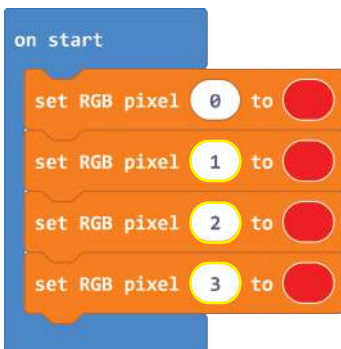 on start
set RGB pixel 0 to
set RGB pixel 1 to
set RGB pixel 2 to
set RGB pixel 3 to